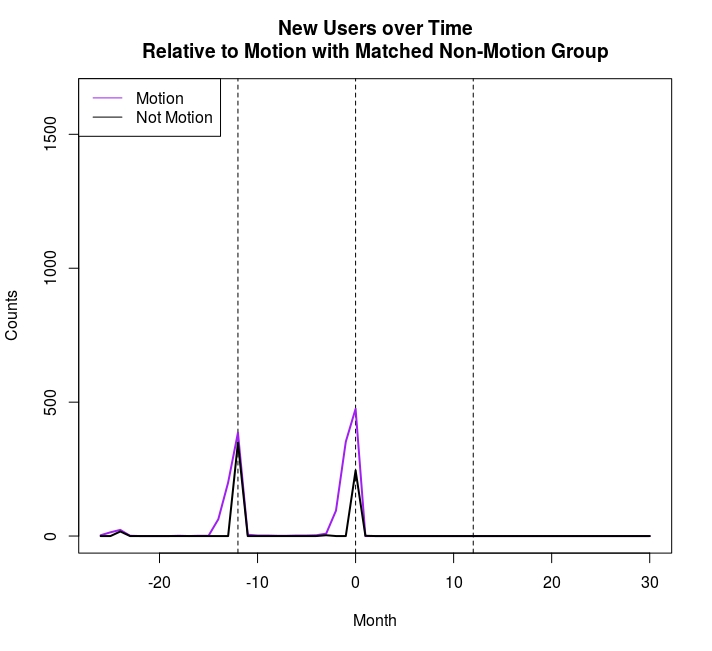 New Users over Time
Relative to Motion with Matched Non-Motion Group
Motion
Not Motion
1500
1000
500
0
Counts
-20 -10 0 10 20 30
Month